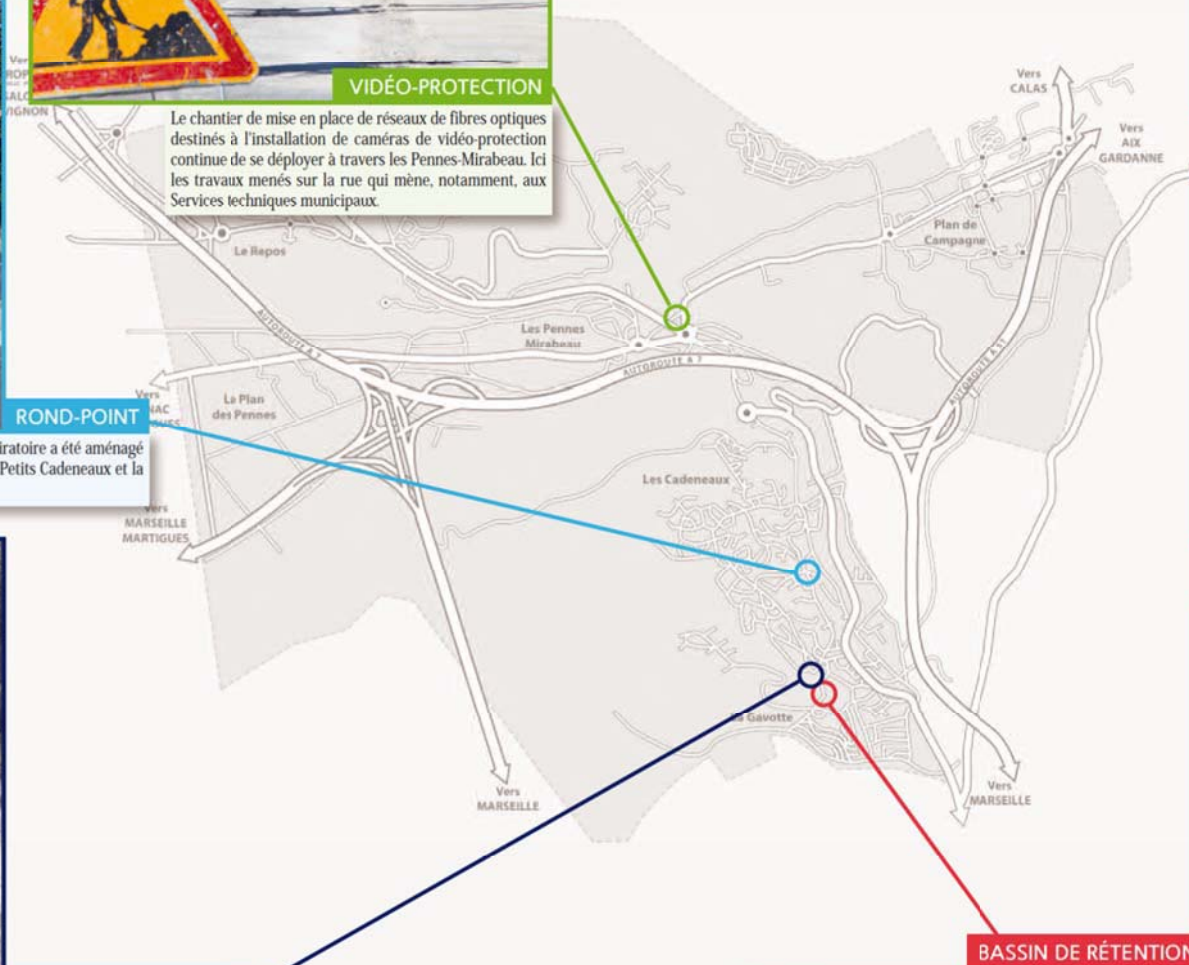 VIDÉO-PROTECTION
Le chantier de mise en place de réseaux de fibres optiques
destinés à l'installation de caméras de vidéo-protection
continue de se déployer à travers les Pennes-Mirabeau. Ici
les travaux menés sur la rue qui mène, notamment, aux
Services techniques municipaux.
Vers
CALAS
Vers
AIX
GARDANNE
Plan de
Campagne
Le Repos
AUTOROUTE A 7
Les Pennes
Mirabeau
AUTOROUTE A 7
AUTOROUTE A 51
Vers
La Plan
des Pennes
ROND-POINT
iratoire a été aménagé
Petits Cadeneaux et la
Vers
MARSEILLE
MARTIGUES
Les Cadeneaux
La Gavotte
Vers
MARSEILLE
Vers
MARSEILLE
BASSIN DE RÉTENTION